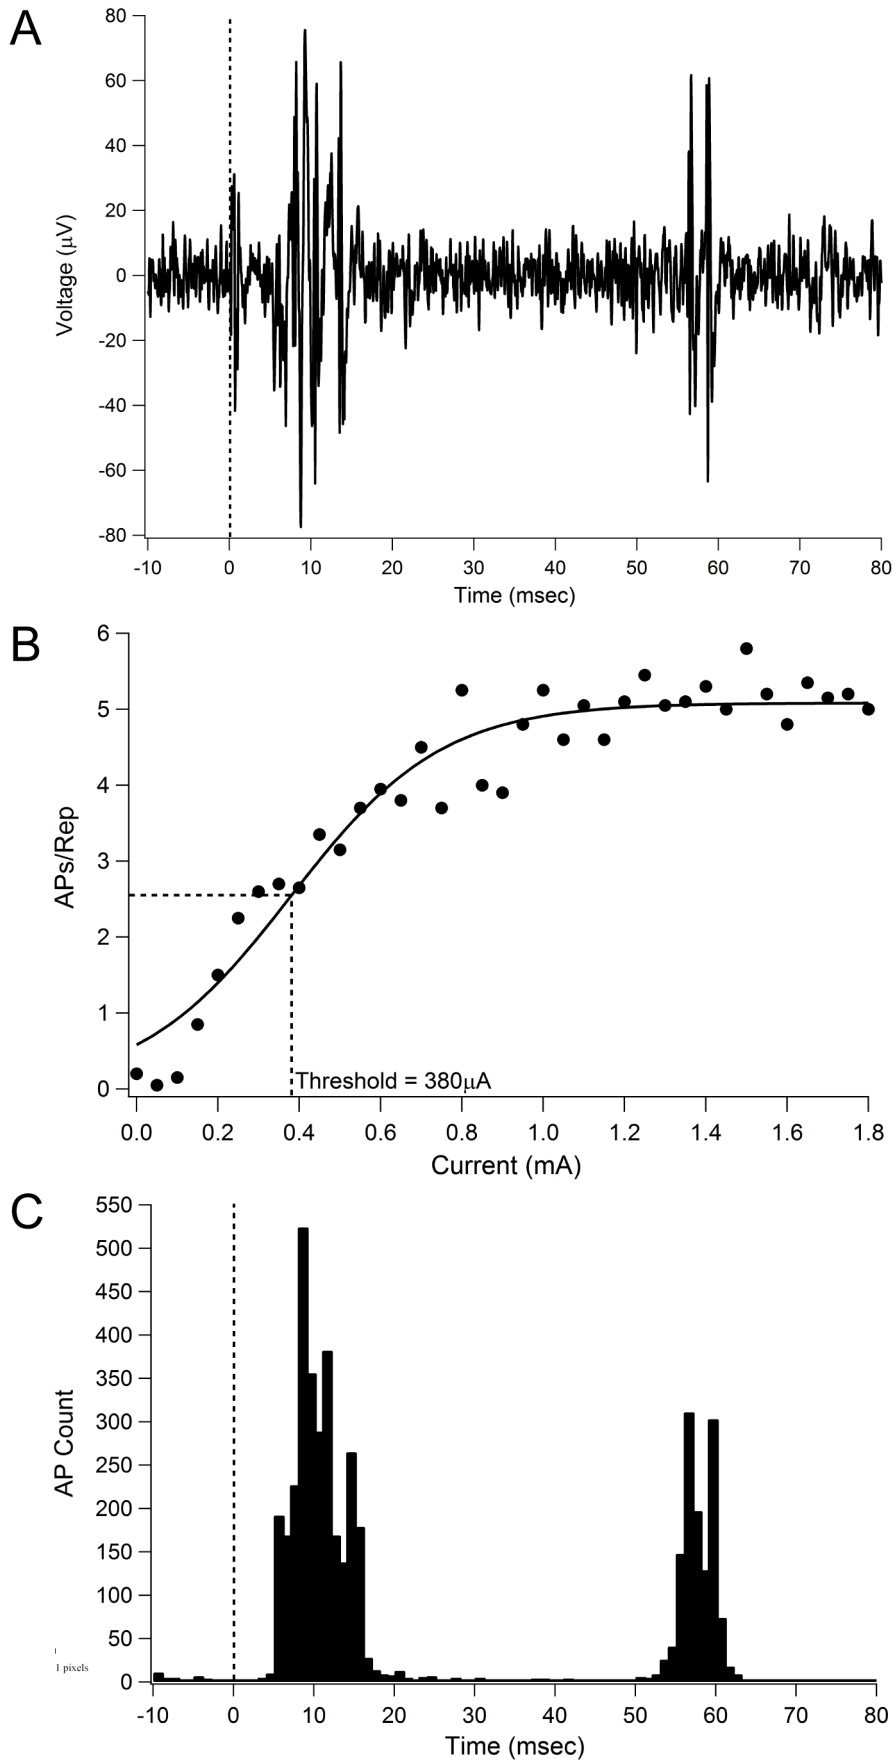 A
80
60
40
20
0
-20
-40
-60
-80
Voltage (μV)
-10 0 10 20 30 40 50 60 70 80
Time (msec)
B
6
5
4
3
2
1
0
APs/Rep
Threshold = 380μA
0.0 0.2 0.4 0.6 0.8 1.0 1.2 1.4 1.6 1.8
Current (mA)
C
550
500
450
400
350
300
250
200
150
100
50
0
AP Count
1 pixels
-10 0 10 20 30 40 50 60 70 80
Time (msec)